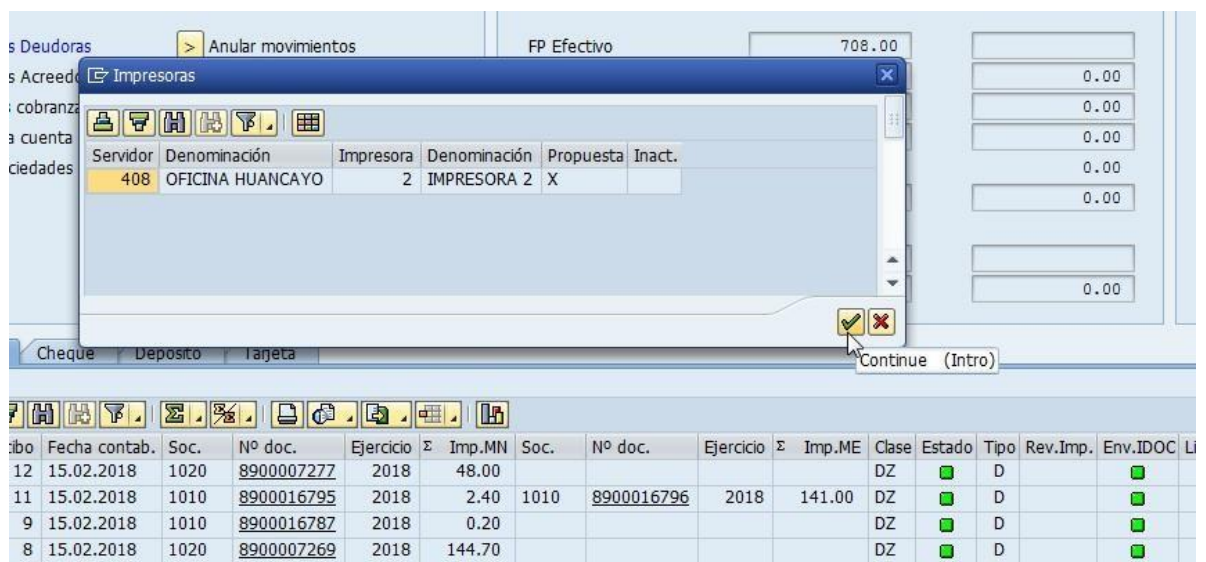 s Deudoras > Anular movimientos FP Efectivo 708.00
s Acreed Impresoras 0.00
cobranza 0.00
a cuenta 0.00
Servidor Denominación Impresora Denominación Propuesta Inact.
ciedades 0.00
408 OFICINA HUANCAYO 2 IMPRESORA 2 X
0.00
0.00
Cheque Depósito Tarjeta
Continue (Intro)
cibo Fecha contab. Soc. Nº doc. Ejercicio Σ Imp.MN Soc. Nº doc. Ejercicio Σ Imp.ME Clase Estado Tipo Rev.Imp. Env.IDOC Li
12 15.02.2018 1020 8900007277 2018 48.00 DZ D
11 15.02.2018 1010 8900016795 2018 2.40 1010 8900016796 2018 141.00 DZ D
9 15.02.2018 1010 8900016787 2018 0.20 DZ D
8 15.02.2018 1020 8900007269 2018 144.70 DZ D